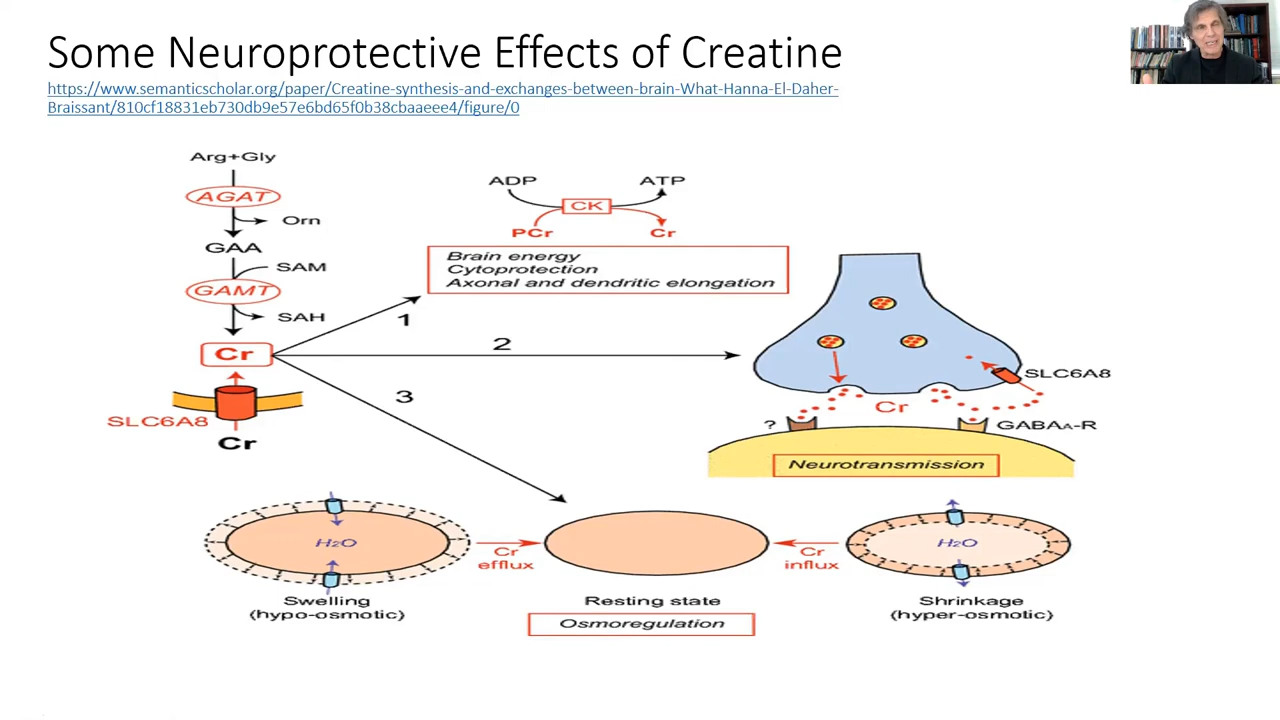 Some Neuroprotective Effects of Creatine
https://www.semanticscholar.org/paper/Creatine-synthesis-and-exchanges-between-brain-What-Hanna-El-Daher-
Braissant/810cf18831eb730db9e57e6bd65f0b38cbaaeee4/figure/0
Arg+Gly
AGAT
Orn
GAA
SAM
GAMT
SAH
Cr
SLC6A8
Cr
ADP
ATP
CK
PCr
Cr
Brain energy
Cytoprotection
Axonal and dendritic elongation
1
2
3
SLC6A8
Cr
?
GABAA-R
Neurotransmission
H2O
Cr
efflux
Cr
influx
H2O
Swelling
(hypo-osmotic)
Resting state
Shrinkage
(hyper-osmotic)
Osmoregulation